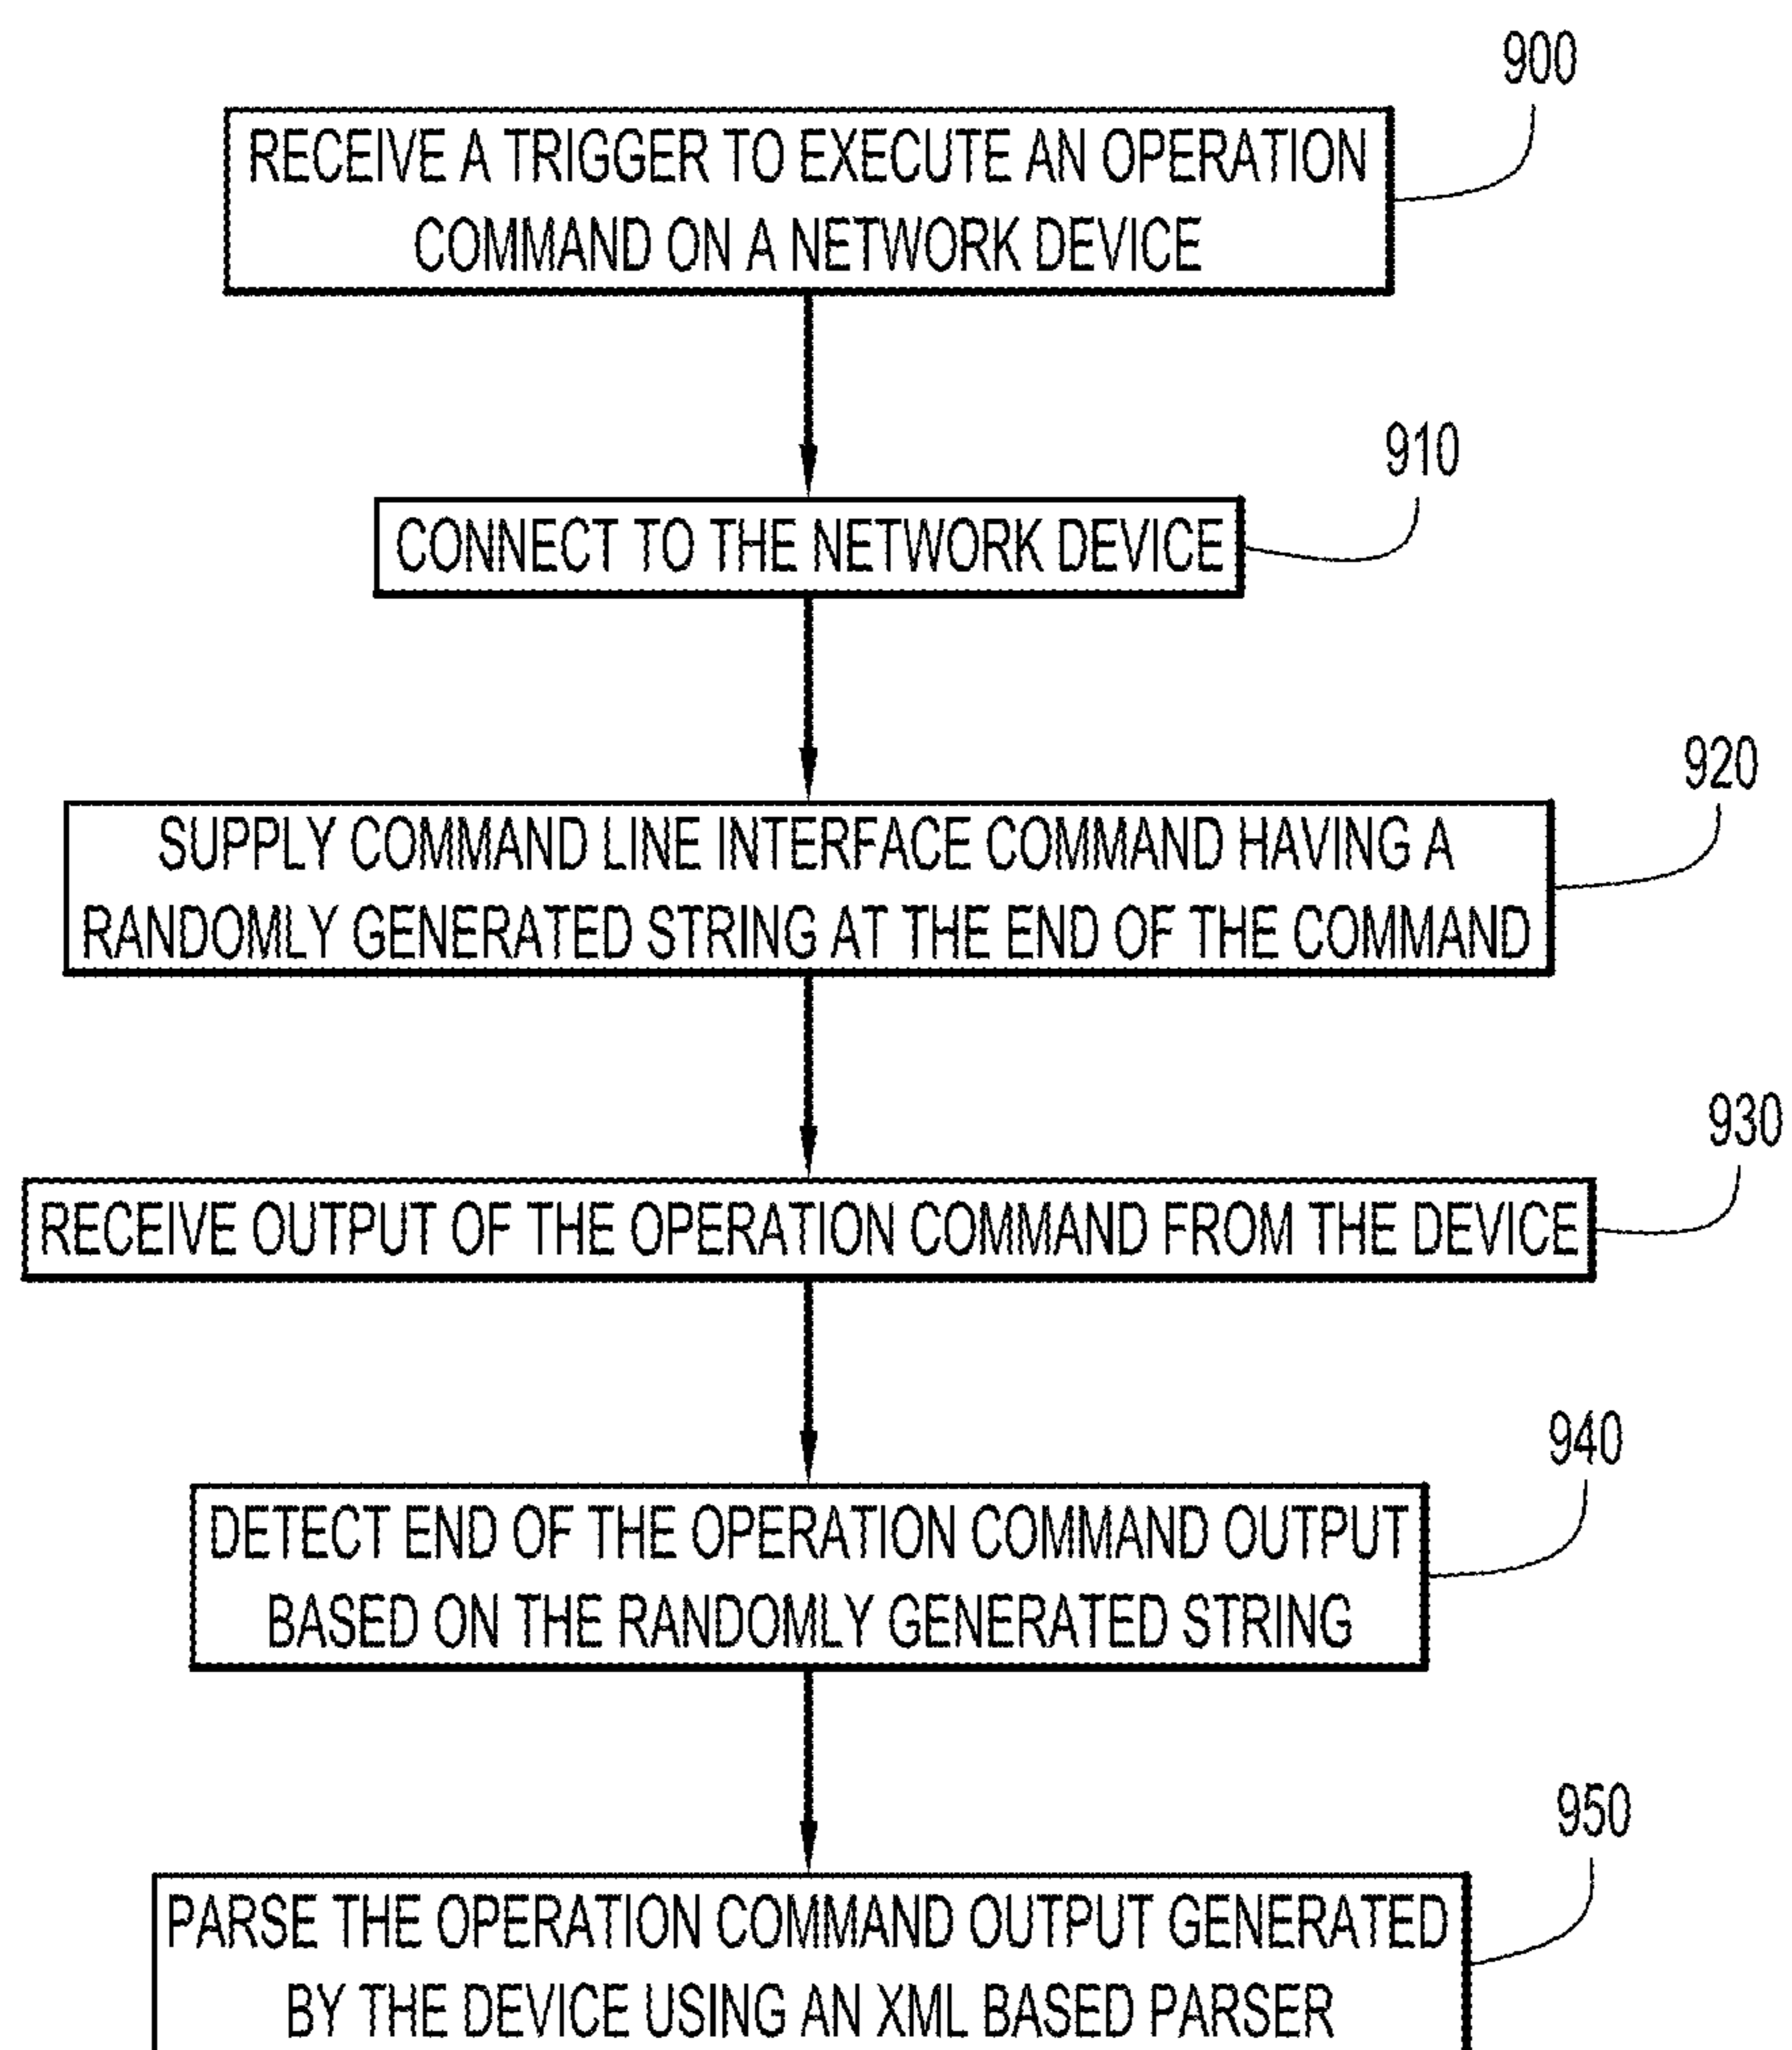 900
RECEIVE A TRIGGER TO EXECUTE AN OPERATION
COMMAND ON A NETWORK DEVICE
910
CONNECT TO THE NETWORK DEVICE
920
SUPPLY COMMAND LINE INTERFACE COMMAND HAVING A
RANDOMLY GENERATED STRING AT THE END OF THE COMMAND
930
RECEIVE OUTPUT OF THE OPERATION COMMAND FROM THE DEVICE
940
DETECT END OF THE OPERATION COMMAND OUTPUT
BASED ON THE RANDOMLY GENERATED STRING
950
PARSE THE OPERATION COMMAND OUTPUT GENERATED
BY THE DEVICE USING AN XML BASED PARSER